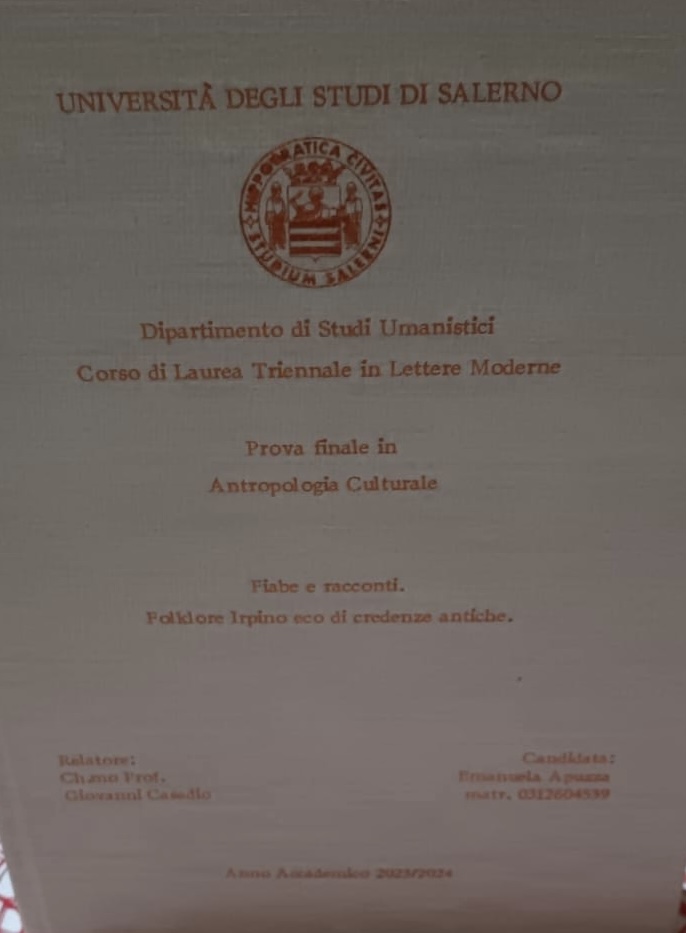 UNIVERSITÀ DEGLI STUDI DI SALERNO
HIPPOCRATICA CIVITAS
STUDIUM SALERNI
Dipartimento di Studi Umanistici
Corso di Laurea Triennale in Lettere Moderne
Prova finale in
Antropologia Culturale
Fiabe e racconti.
Folklore Irpino eco di credenze antiche.
Relatore:
Ch.mo Prof.
Giovanni Casadio
Candidata:
Emanuela Apuzza
matr. 0312604539
Anno Accademico 2023/2024